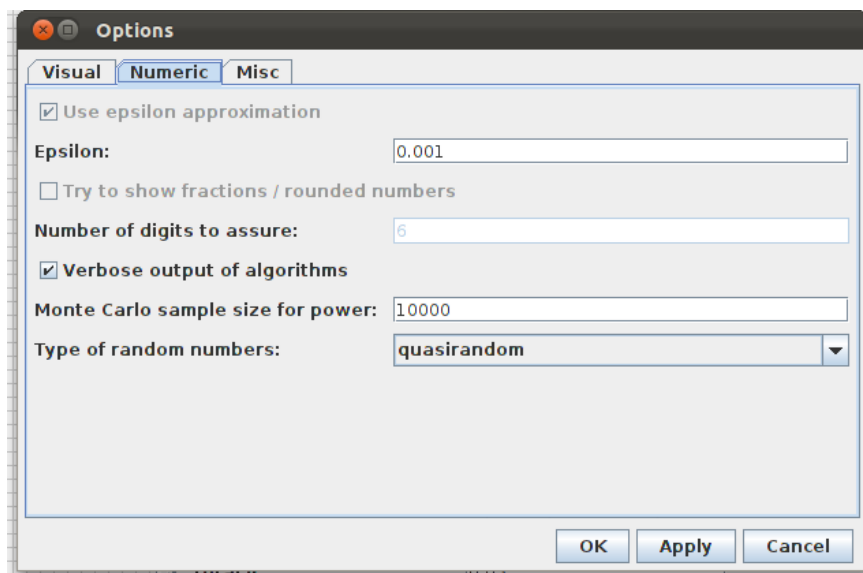 Options
Visual Numeric Misc
Use epsilon approximation
Epsilon: 0.001
Try to show fractions / rounded numbers
Number of digits to assure: 6
Verbose output of algorithms
Monte Carlo sample size for power: 10000
Type of random numbers: quasirandom
OK Apply Cancel